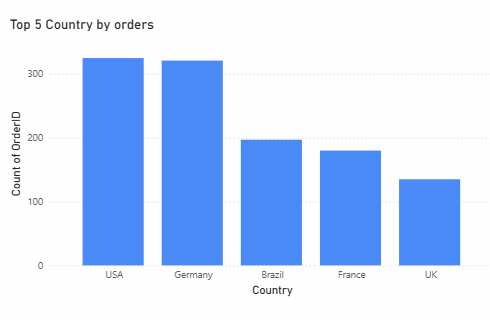 Top 5 Country by orders
Count of OrderID
300
200
100
0
USA Germany Brazil France UK
Country